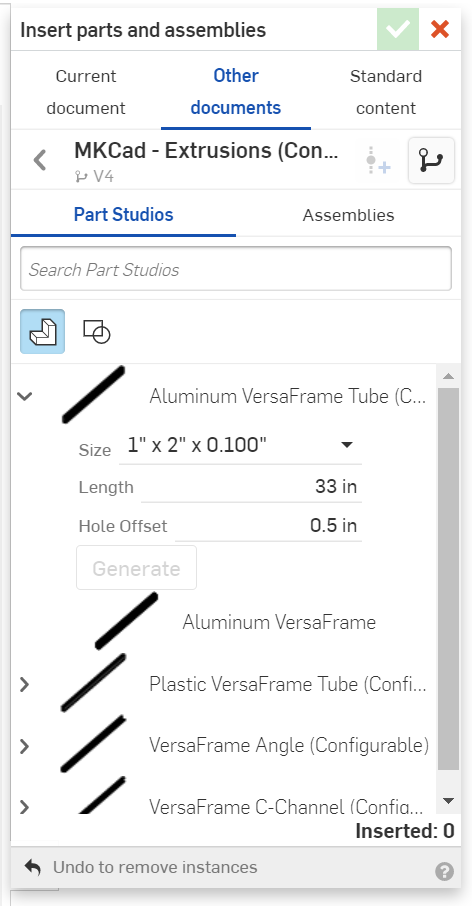 Insert parts and assemblies
Current document
Other documents
Standard content
MKCad - Extrusions (Con...
V4
Part Studios
Assemblies
Search Part Studios
Aluminum VersaFrame Tube (C...
Size 1" x 2" x 0.100"
Length 33 in
Hole Offset 0.5 in
Generate
Aluminum VersaFrame
Plastic VersaFrame Tube (Confi...
VersaFrame Angle (Configurable)
VersaFrame C-Channel (Config...
Inserted: 0
Undo to remove instances
?